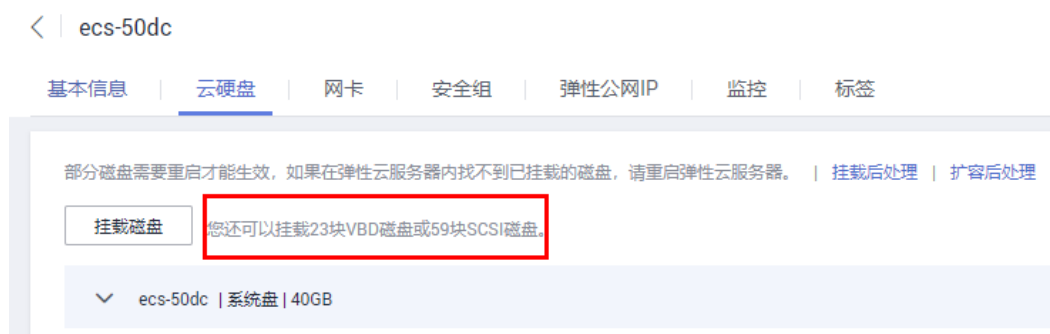 ecs-50dc
基本信息 | 云硬盘 | 网卡 | 安全组 | 弹性公网IP | 监控 | 标签
部分磁盘需要重启才能生效，如果在弹性云服务器内找不到已挂载的磁盘，请重启弹性云服务器。 | 挂载后处理 | 扩容后处理
挂载磁盘 您还可以挂载23块VBD磁盘或59块SCSI磁盘。
ecs-50dc | 系统盘 | 40GB